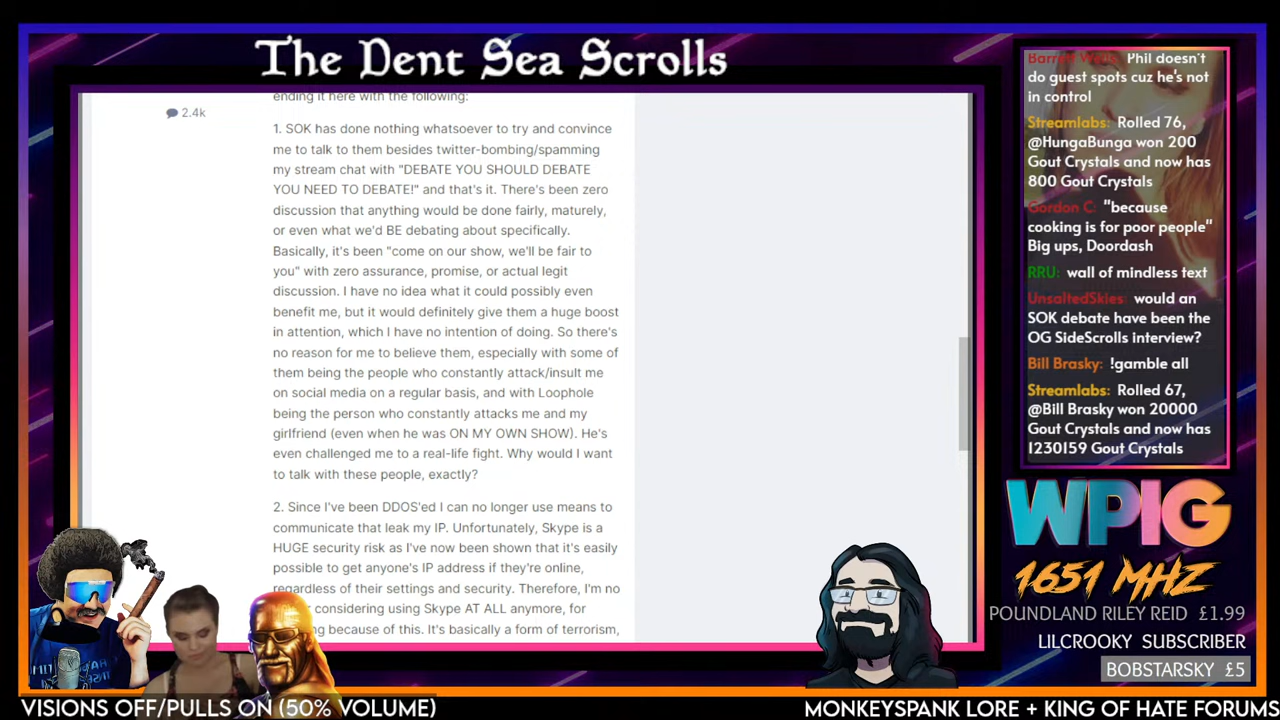 The Dent Sea Scrolls
ending it here with the following:
2.4k
1. SOK has done nothing whatsoever to try and convince
me to talk to them besides twitter-bombing/spamming
my stream chat with "DEBATE YOU SHOULD DEBATE
YOU NEED TO DEBATE!" and that's it. There's been zero
discussion that anything would be done fairly, maturely,
or even what we'd BE debating about specifically.
Basically, it's been "come on our show, we'll be fair to
you" with zero assurance, promise, or actual legit
discussion. I have no idea what it could possibly even
benefit me, but it would definitely give them a huge boost
in attention, which I have no intention of doing. So there's
no reason for me to believe them, especially with some of
them being the people who constantly attack/insult me
on social media on a regular basis, and with Loophole
being the person who constantly attacks me and my
girlfriend (even when he was ON MY OWN SHOW). He's
even challenged me to a real-life fight. Why would I want
to talk with these people, exactly?
2. Since I've been DDOS'ed I can no longer use means to
communicate that leak my IP. Unfortunately, Skype is a
HUGE security risk as I've now been shown that it's easily
possible to get anyone's IP address if they're online,
regardless of their settings and security. Therefore, I'm no
considering using Skype AT ALL anymore, for
because of this. It's basically a form of terrorism,
Phil doesn't
do guest spots cuz he's not
in control
Streamlabs: Rolled 76,
@HungaBunga won 200
Gout Crystals and now has
800 Gout Crystals
Gordon C: "because
cooking is for poor people"
Big ups, Doordash
RRU: wall of mindless text
UnsaltedSkies: would an
SOK debate have been the
OG SideScrolls interview?
Bill Brasky: !gamble all
Streamlabs: Rolled 67,
@Bill Brasky won 20000
Gout Crystals and now has
1230159 Gout Crystals
WPIG
1651 MHZ
POUNDLAND RILEY REID £1.99
LILCROOKY SUBSCRIBER
BOBSTARSKY £5
VISIONS OFF/PULLS ON (50% VOLUME)
MONKEYSPANK LORE + KING OF HATE FORUMS